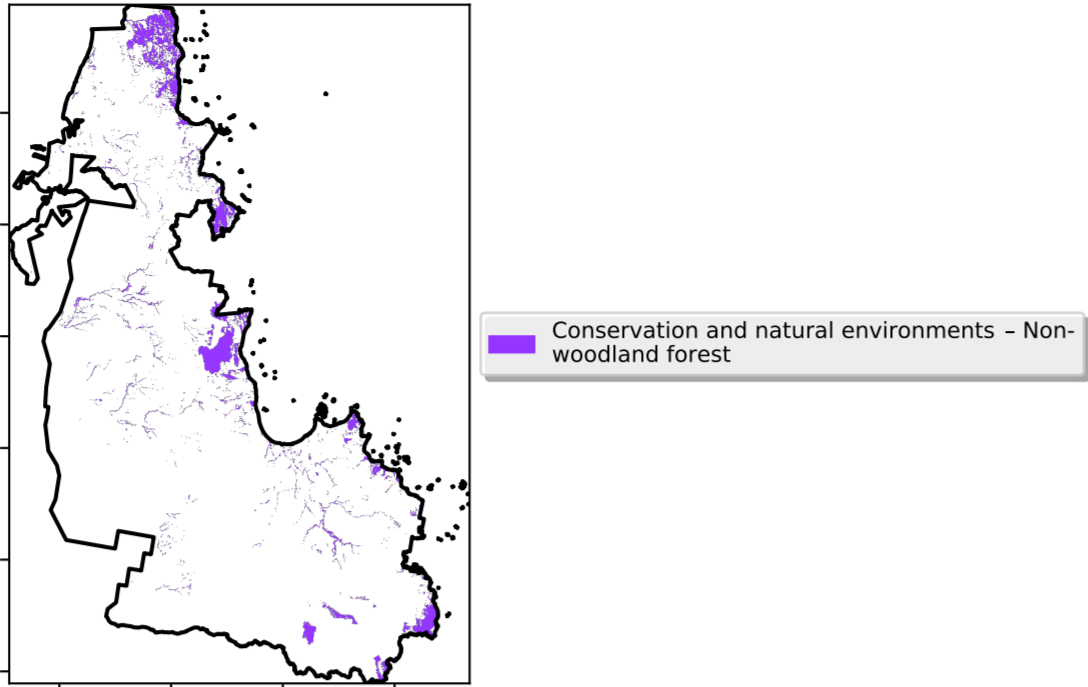 Conservation and natural environments – Non-
woodland forest